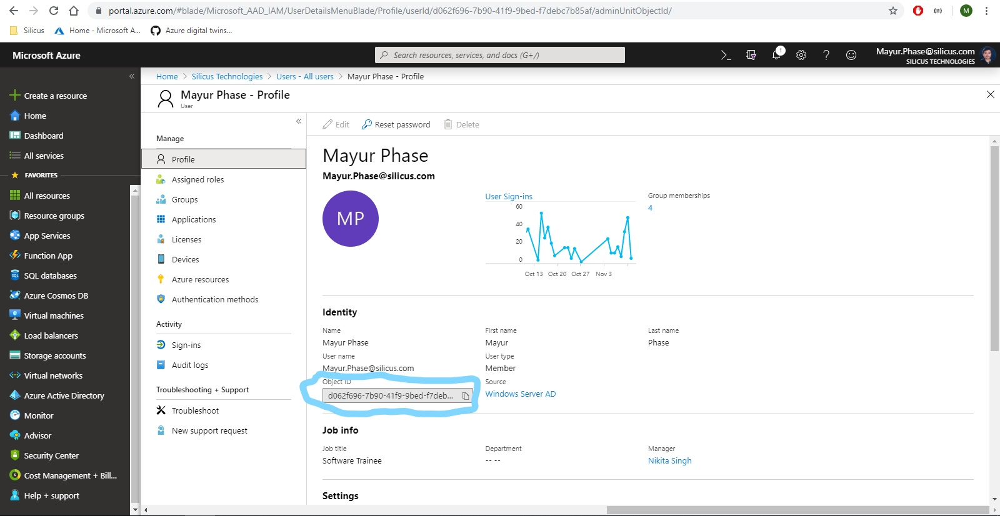 portal.azure.com/#blade/Microsoft_AAD_IAM/UserDetailsMenuBlade/Profile/userId/d062f696-7b90-41f9-9bed-f7debc7b85af/adminUnitObjectId/
M
Silicus
Home - Microsoft A...
Azure digital twins...
Microsoft Azure
Search resources, services, and docs (G+/)
1
Mayur.Phase@silicus.com
SILICUS TECHNOLOGIES
Create a resource
Home
Dashboard
All services
FAVORITES
All resources
Resource groups
App Services
Function App
SQL databases
Azure Cosmos DB
Virtual machines
Load balancers
Storage accounts
Virtual networks
Azure Active Directory
Monitor
Advisor
Security Center
Cost Management + Bill...
Help + support
Home > Silicus Technologies > Users - All users > Mayur Phase - Profile
Mayur Phase - Profile
User
Manage
Profile
Assigned roles
Groups
Applications
Licenses
Devices
Azure resources
Authentication methods
Activity
Sign-ins
Audit logs
Troubleshooting + Support
Troubleshoot
New support request
Edit
Reset password
Delete
Mayur Phase
Mayur.Phase@silicus.com
MP
User Sign-ins
60
40
20
0
Oct 13 Oct 20 Oct 27 Nov 3
Group memberships
4
Identity
Name
Mayur Phase
First name
Mayur
Last name
Phase
User name
Mayur.Phase@silicus.com
User type
Member
Object ID
d062f696-7b90-41f9-9bed-f7deb...
Source
Windows Server AD
Job info
Job title
Software Trainee
Department
-- --
Manager
Nikita Singh
Settings